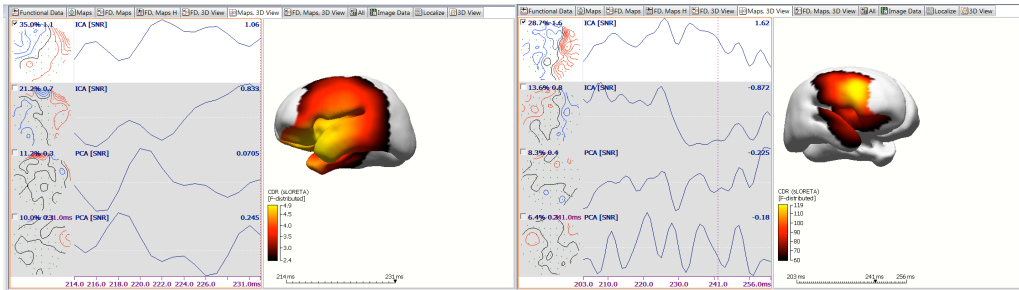 Functional Data Maps FD, Maps FD, Maps H FD, 3D View Maps, 3D View FD, Maps, 3D View All Image Data Localize 3D View
35.0% 1.1 ICA [SNR] 1.06
21.2% 0.7 ICA [SNR] 0.833
11.2% 0.3 PCA [SNR] 0.0705
10.0% 0.3 231.0ms PCA [SNR] 0.245
214.0 216.0 218.0 220.0 222.0 224.0 226.0 231.0ms
CDR (sLORETA)
[F-distributed]
4.9
4.5
4.0
3.5
3.0
2.4
214 ms 231 ms
Functional Data Maps FD, Maps FD, Maps H FD, 3D View Maps, 3D View FD, Maps, 3D View All Image Data Localize 3D View
28.7% 1.6 ICA [SNR] 1.62
13.6% 0.8 ICA [SNR] -0.872
8.3% 0.4 PCA [SNR] -0.225
6.4% 241.0ms PCA [SNR] -0.18
203.0 210.0 220.0 230.0 241.0 256.0ms
CDR (sLORETA)
[F-distributed]
119
110
100
90
80
70
60
203 ms 241 ms 256 ms